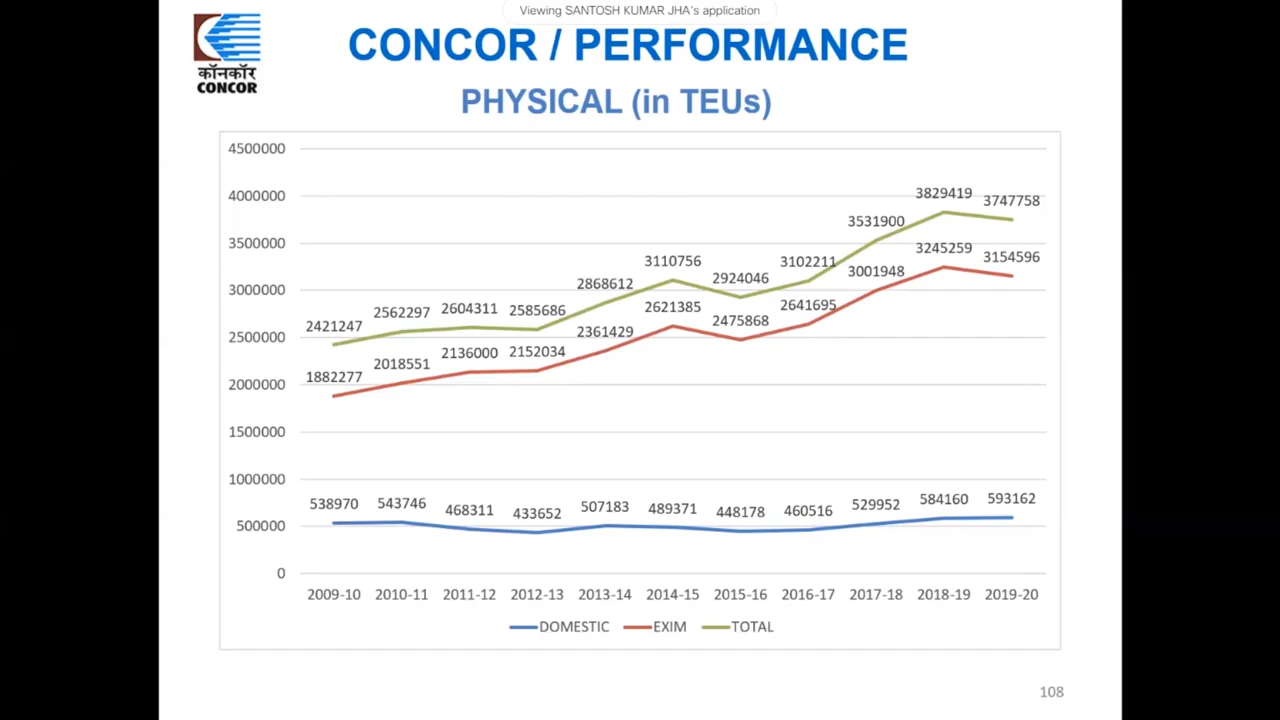 Viewing SANTOSH KUMAR JHA's application
कॉनकॉर
CONCOR
CONCOR / PERFORMANCE
PHYSICAL (in TEUs)
4500000
4000000
3500000
3000000
2500000
2000000
1500000
1000000
500000
0
2421247 2562297 2604311 2585686 2868612 3110756 2924046 3102211 3531900 3829419 3747758
1882277 2018551 2136000 2152034 2361429 2621385 2475868 2641695 3001948 3245259 3154596
538970 543746 468311 433652 507183 489371 448178 460516 529952 584160 593162
2009-10 2010-11 2011-12 2012-13 2013-14 2014-15 2015-16 2016-17 2017-18 2018-19 2019-20
DOMESTIC EXIM TOTAL
108